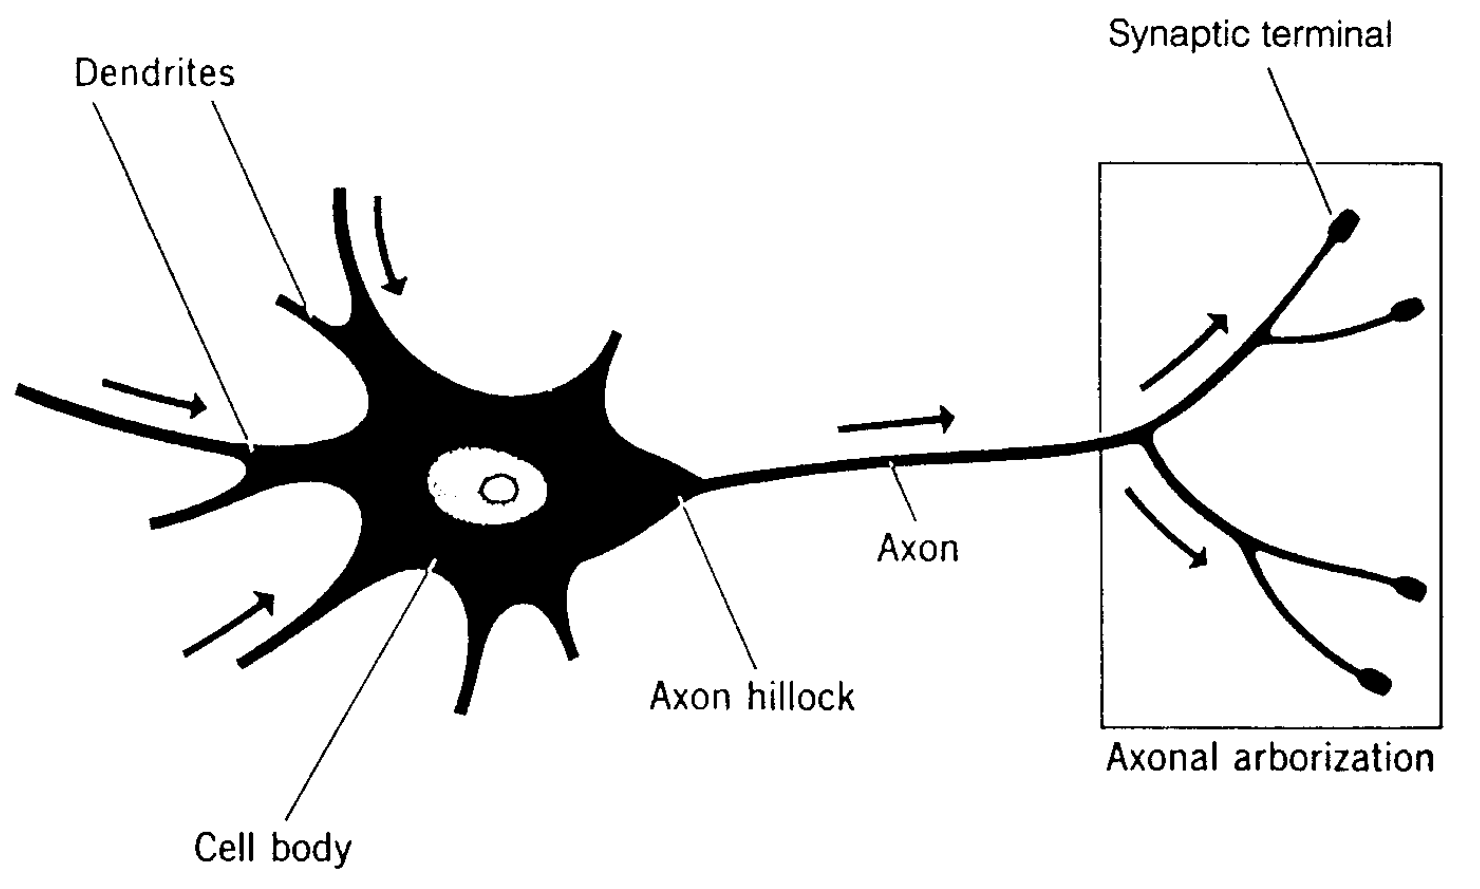 Synaptic terminal
Dendrites
Axon
Axon hillock
Axonal arborization
Cell body